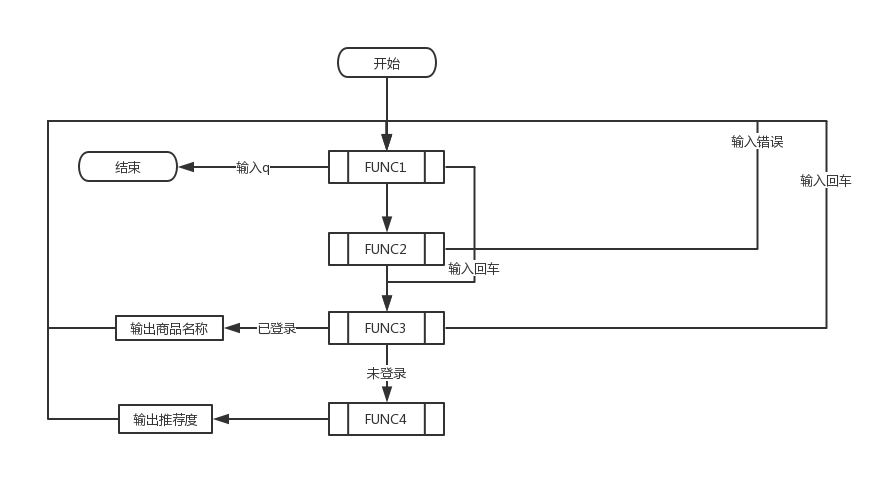 开始
输入错误
结束
输入q
FUNC1
输入回车
FUNC2
输入回车
输出商品名称
已登录
FUNC3
未登录
输出推荐度
FUNC4